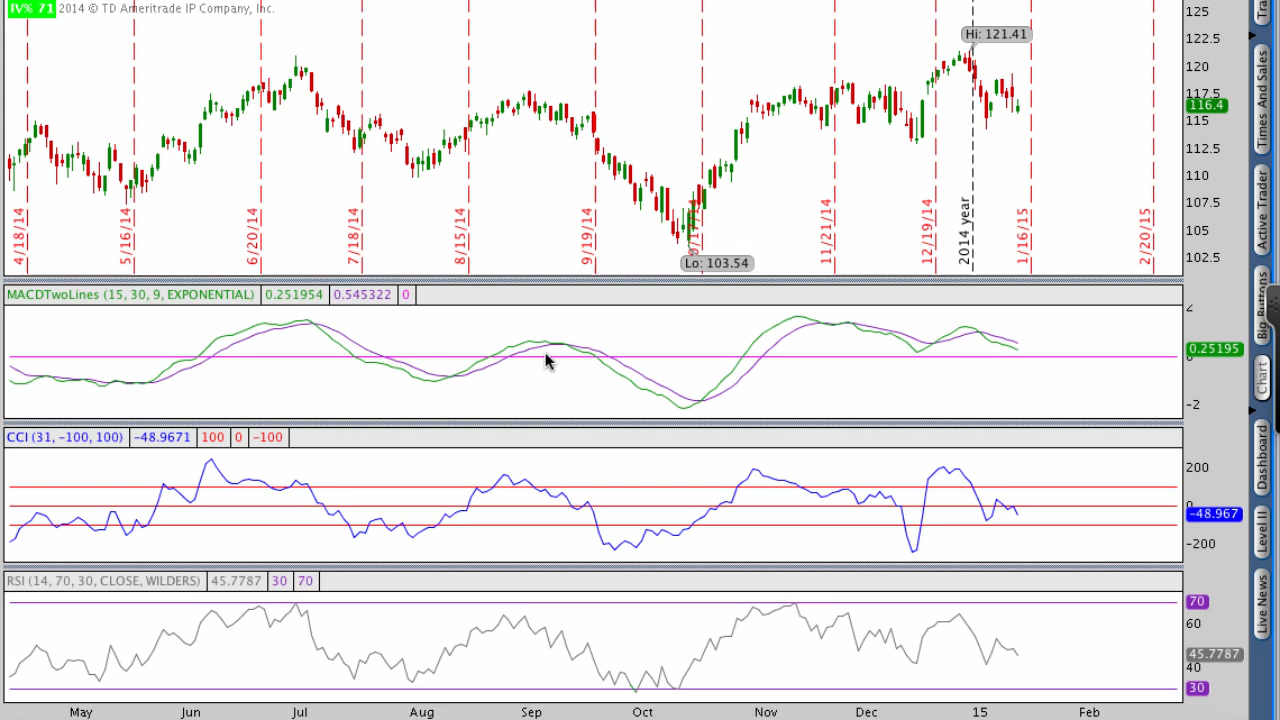 IV% 71 2014 © TD Ameritrade IP Company, Inc.
125
122.5
120
117.5
116.4
115
112.5
110
107.5
105
102.5
Hi: 121.41
Lo: 103.54
4/18/14
5/16/14
6/20/14
7/18/14
8/15/14
9/19/14
11/21/14
12/19/14
2014 year
1/16/15
2/20/15
MACDTwoLines (15, 30, 9, EXPONENTIAL) 0.251954 0.545322 0
2
0.25195
-2
CCI (31, -100, 100) -48.9671 100 0 -100
200
0
-48.967
-200
RSI (14, 70, 30, CLOSE, WILDERS) 45.7787 30 70
70
60
45.7787
40
30
May Jun Jul Aug Sep Oct Nov Dec 15 Feb
Times And Sales
Active Trader
Big Buttons
Chart
Dashboard
Level II
Live News